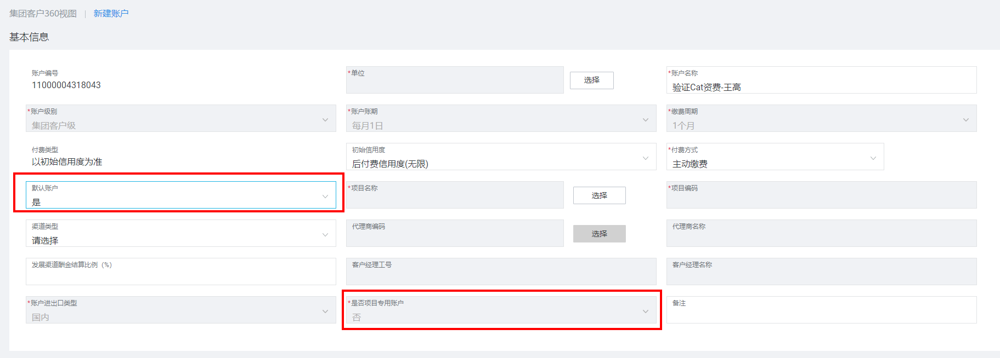 集团客户360视图 | 新建账户
基本信息
账户编号
11000004318043
*单位
选择
*账户名称
验证Cat资费-王高
*账户级别
集团客户级
*账户账期
每月1日
*缴费周期
1个月
付费类型
以初始信用度为准
初始信用度
后付费信用度(无限)
*付费方式
主动缴费
默认账户
是
*项目名称
选择
*项目编码
渠道类型
请选择
代理商编码
选择
代理商名称
发展渠道酬金结算比例（%）
客户经理工号
客户经理名称
*账户进出口类型
国内
*是否项目专用账户
否
备注